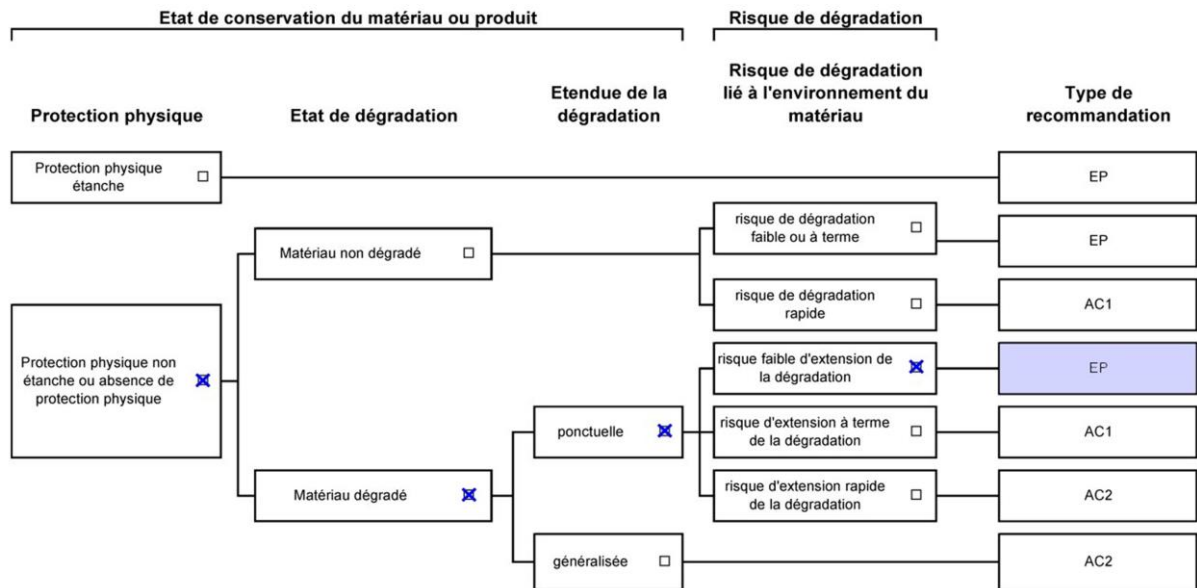 Etat de conservation du matériau ou produit
Risque de dégradation
Protection physique
Etat de dégradation
Etendue de la
dégradation
Risque de dégradation
lié à l'environnement du
matériau
Type de
recommandation
Protection physique
étanche
EP
Matériau non dégradé
risque de dégradation
faible ou à terme
EP
risque de dégradation
rapide
AC1
Protection physique non
étanche ou absence de
protection physique
risque faible d'extension de
la dégradation
EP
ponctuelle
risque d'extension à terme
de la dégradation
AC1
Matériau dégradé
risque d'extension rapide
de la dégradation
AC2
généralisée
AC2